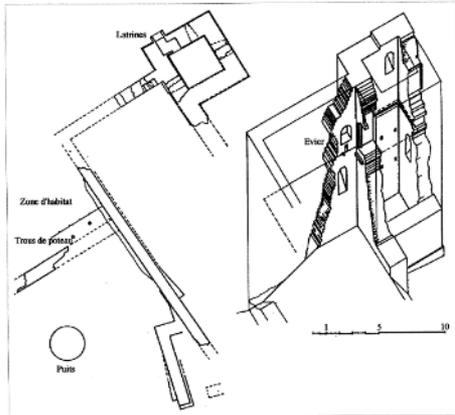 Latrines
Evier
Zone d'habitat
Trous de poteau
Puits
1 5 10